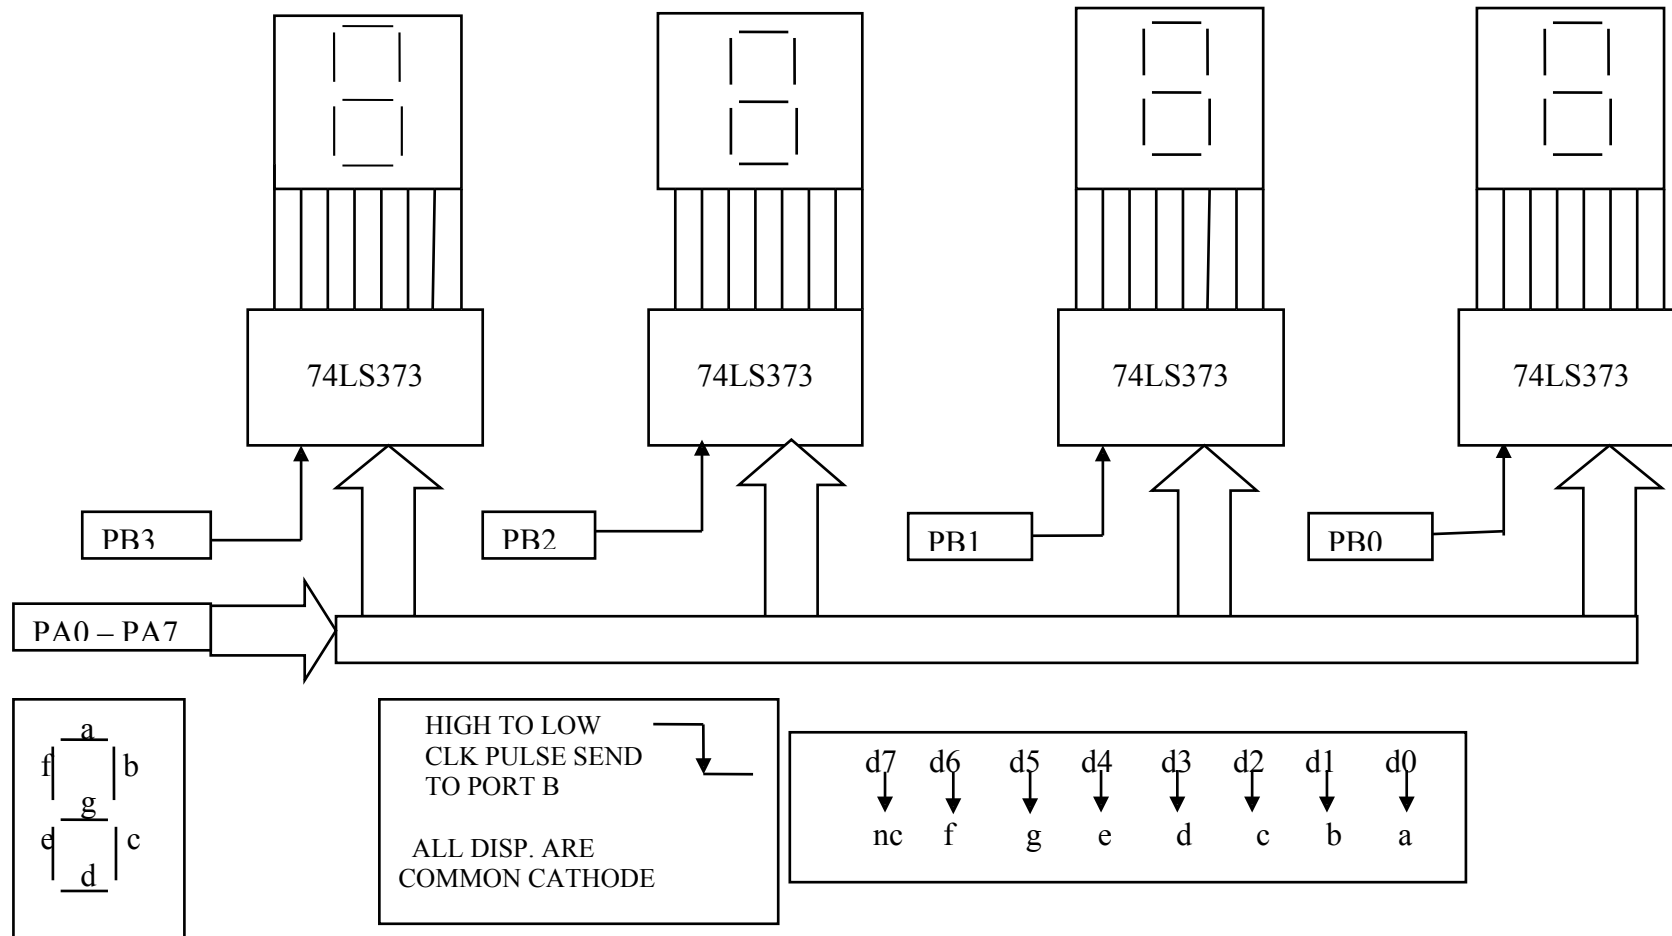 74LS373
74LS373
74LS373
74LS373
PB3
PB2
PB1
PB0
PA0 – PA7
a
f
b
g
e
c
d
HIGH TO LOW
CLK PULSE SEND
TO PORT B
ALL DISP. ARE
COMMON CATHODE
d7 d6 d5 d4 d3 d2 d1 d0
nc f g e d c b a